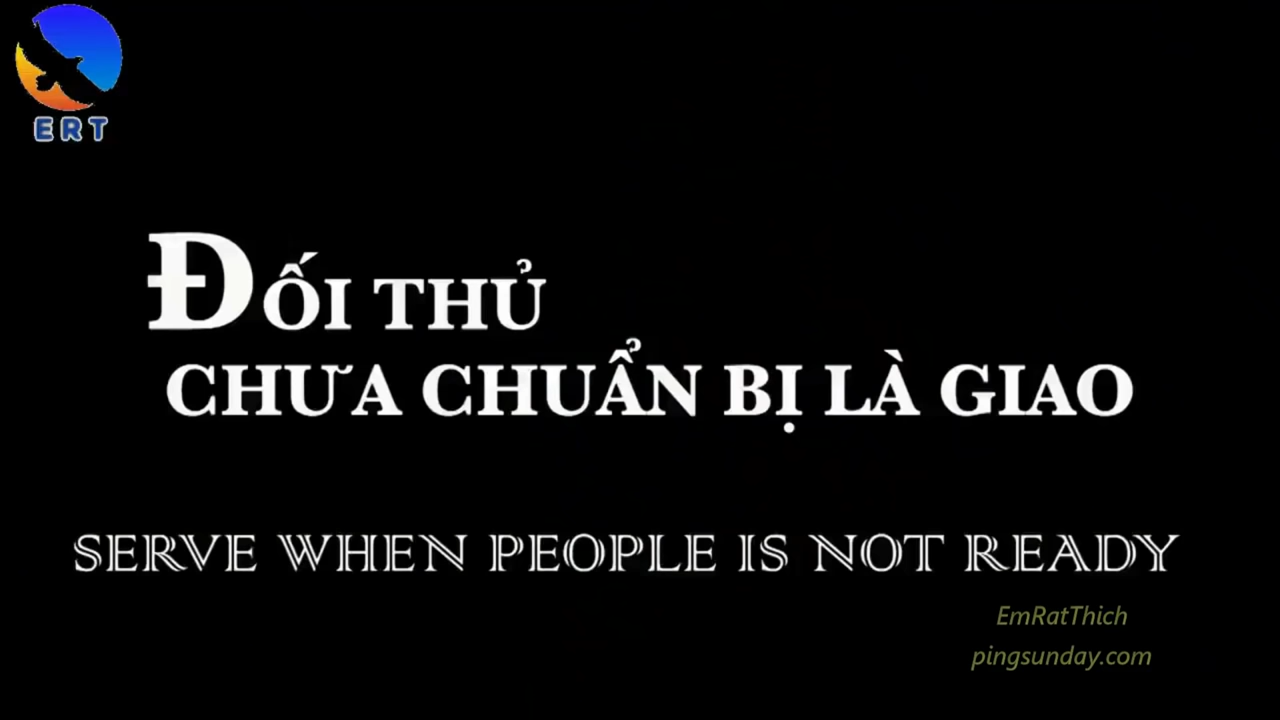 ERT
ĐỐI THỦ
CHƯA CHUẨN BỊ LÀ GIAO
SERVE WHEN PEOPLE IS NOT READY
EmRatThich
pingsunday.com